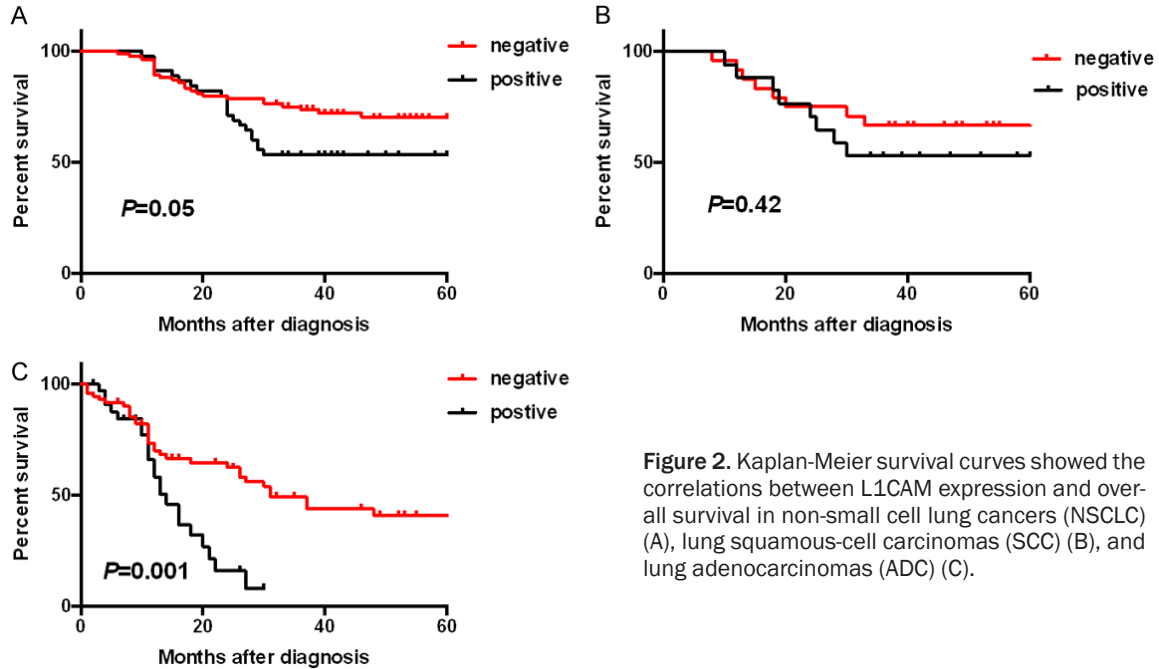 A
100
50
0
Percent survival
negative
positive
P=0.05
0 20 40 60
Months after diagnosis
B
100
50
0
Percent survival
negative
positive
P=0.42
0 20 40 60
Months after diagnosis
C
100
50
0
Percent survival
negative
postive
P=0.001
0 20 40 60
Months after diagnosis
Figure 2. Kaplan-Meier survival curves showed the
correlations between L1CAM expression and over-
all survival in non-small cell lung cancers (NSCLC)
(A), lung squamous-cell carcinomas (SCC) (B), and
lung adenocarcinomas (ADC) (C).